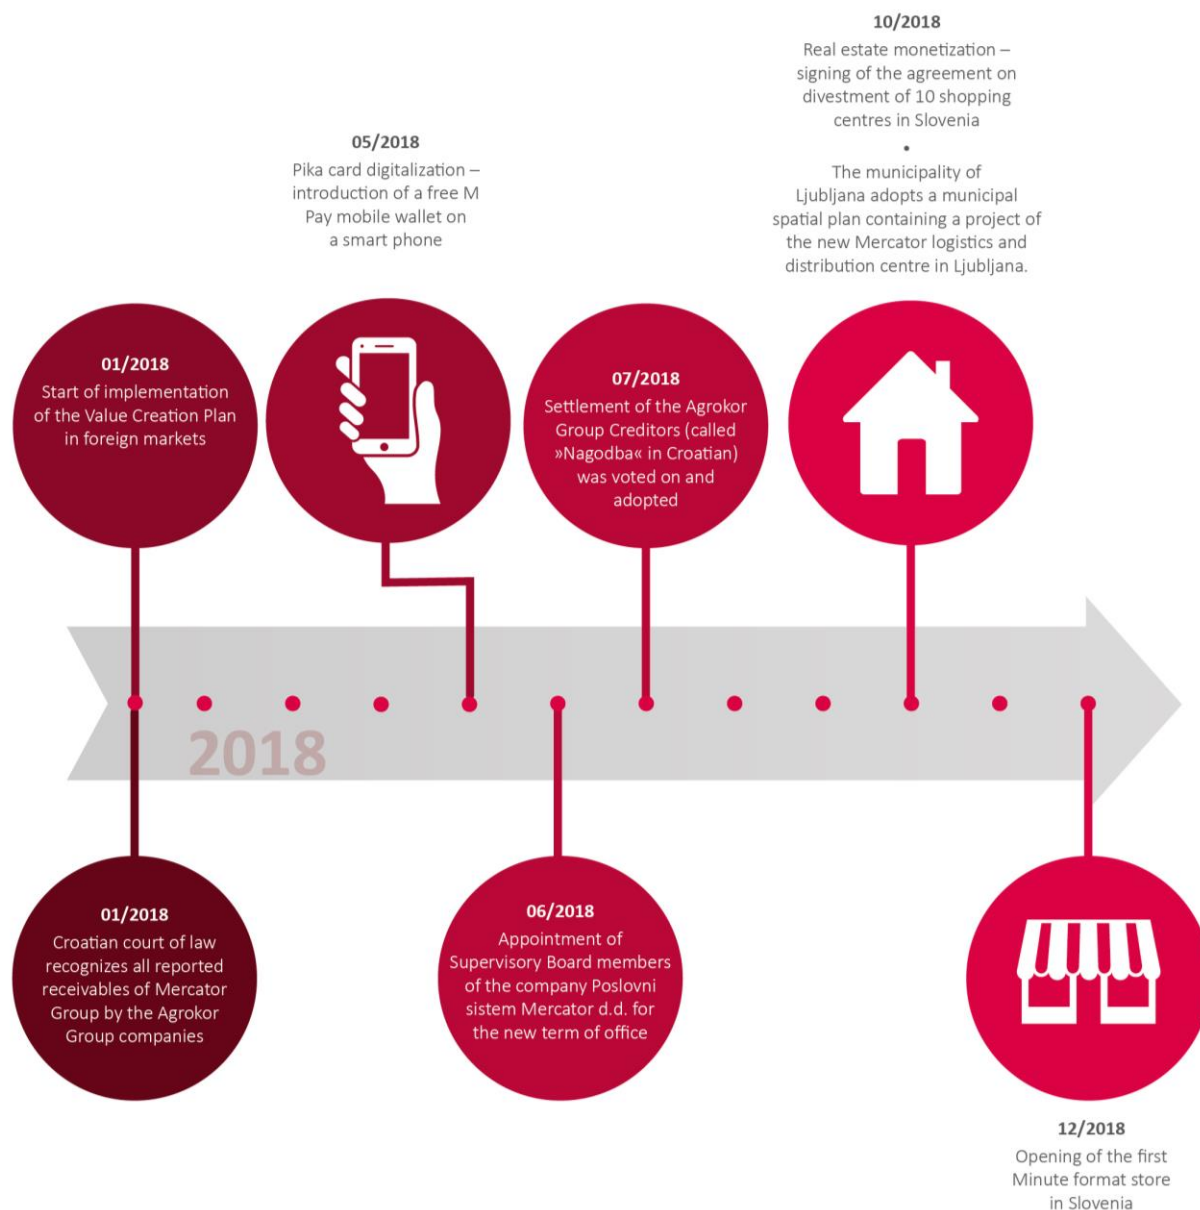 10/2018
Real estate monetization –
signing of the agreement on
divestment of 10 shopping
centres in Slovenia
•
The municipality of
Ljubljana adopts a municipal
spatial plan containing a project of
the new Mercator logistics and
distribution centre in Ljubljana.
05/2018
Pika card digitalization –
introduction of a free M
Pay mobile wallet on
a smart phone
01/2018
Start of implementation
of the Value Creation Plan
in foreign markets
07/2018
Settlement of the Agrokor
Group Creditors (called
»Nagodba« in Croatian)
was voted on and
adopted
2018
01/2018
Croatian court of law
recognizes all reported
receivables of Mercator
Group by the Agrokor
Group companies
06/2018
Appointment of
Supervisory Board members
of the company Poslovni
sistem Mercator d.d. for
the new term of office
12/2018
Opening of the first
Minute format store
in Slovenia